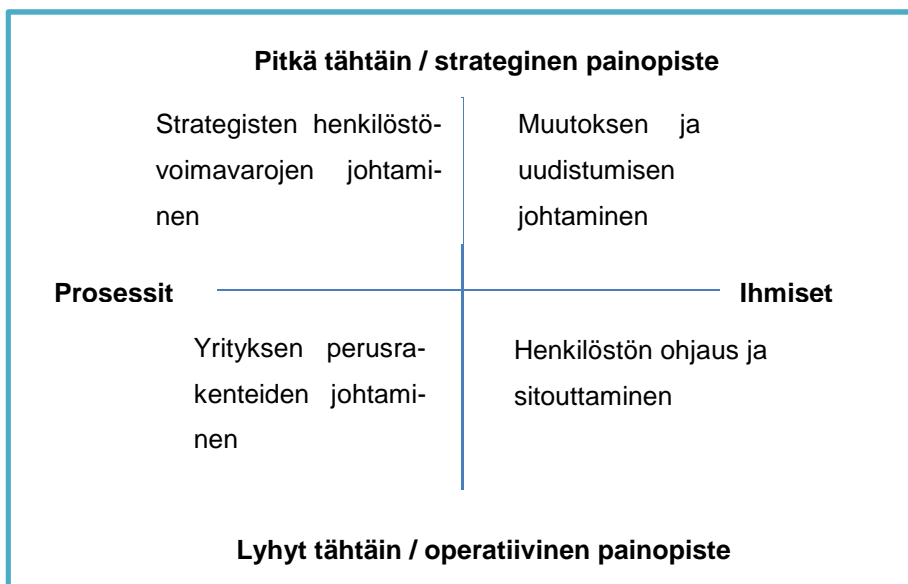 Pitkä tähtäin / strateginen painopiste
Strategisten henkilöstö-
voimavarojen johtami-
nen
Muutoksen ja
uudistumisen
johtaminen
Prosessit
Ihmiset
Yrityksen perusra-
kenteiden johtami-
nen
Henkilöstön ohjaus ja
sitouttaminen
Lyhyt tähtäin / operatiivinen painopiste